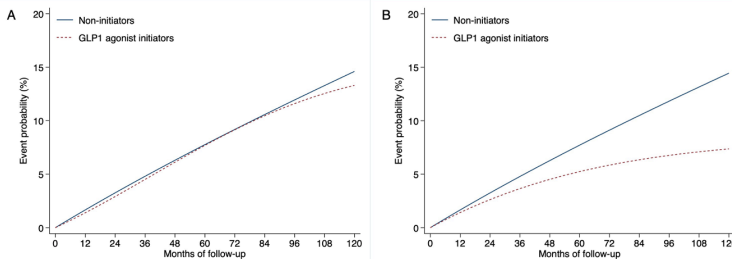 A
20
Non-initiators
GLP1 agonist initiators
15
10
5
0
Event probability (%)
0 12 24 36 48 60 72 84 96 108 120
Months of follow-up
B
20
Non-initiators
GLP1 agonist initiators
15
10
5
0
Event probability (%)
0 12 24 36 48 60 72 84 96 108 12
Months of follow-up